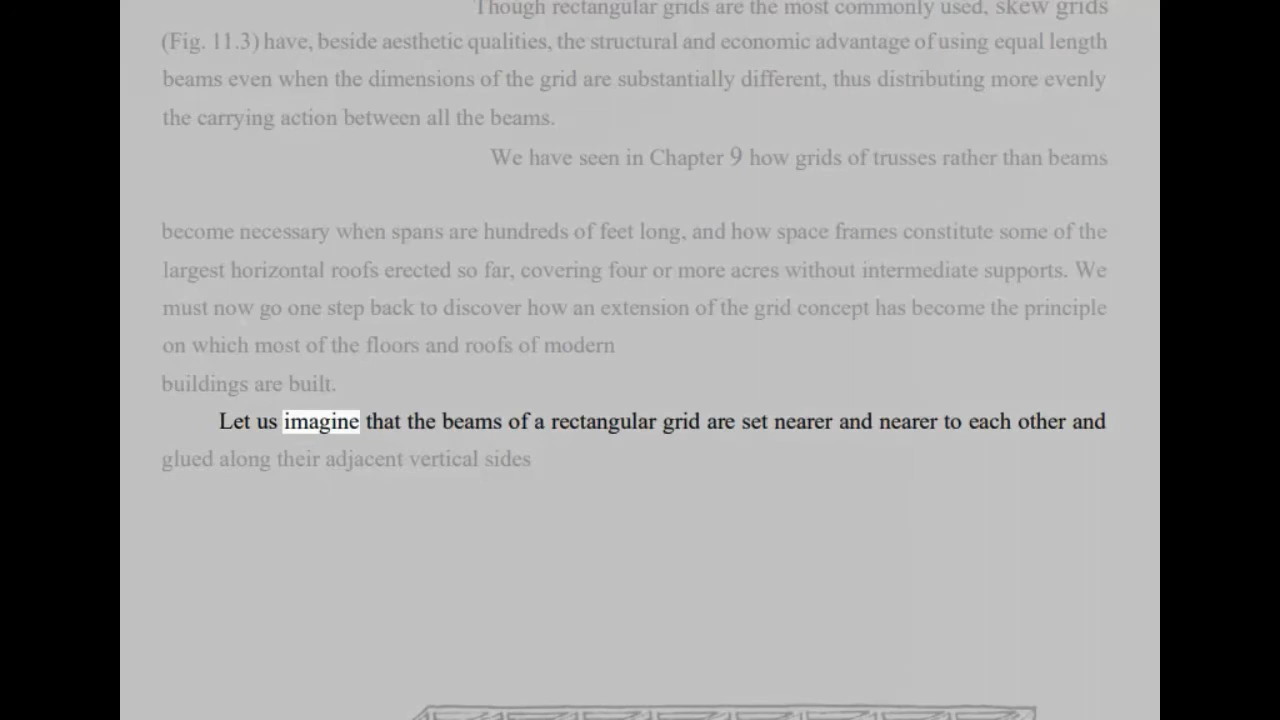 Though rectangular grids are the most commonly used, skew grids
(Fig. 11.3) have, beside aesthetic qualities, the structural and economic advantage of using equal length
beams even when the dimensions of the grid are substantially different, thus distributing more evenly
the carrying action between all the beams.
We have seen in Chapter 9 how grids of trusses rather than beams
become necessary when spans are hundreds of feet long, and how space frames constitute some of the
largest horizontal roofs erected so far, covering four or more acres without intermediate supports. We
must now go one step back to discover how an extension of the grid concept has become the principle
on which most of the floors and roofs of modern
buildings are built.
Let us imagine that the beams of a rectangular grid are set nearer and nearer to each other and
glued along their adjacent vertical sides